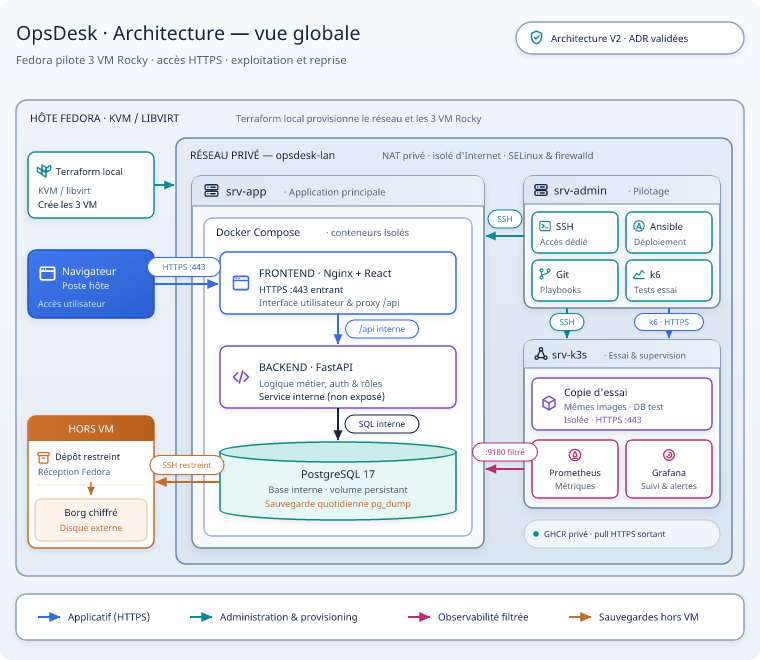 OpsDesk · Architecture — vue globale
Fedora pilote 3 VM Rocky · accès HTTPS · exploitation et reprise
Architecture V2 · ADR validées
HÔTE FEDORA · KVM / LIBVIRT
Terraform local provisionne le réseau et les 3 VM Rocky
Terraform local
KVM / libvirt
Crée les 3 VM
Navigateur
Poste hôte
Accès utilisateur
HTTPS :443
HORS VM
Dépôt restreint
Réception Fedora
Borg chiffré
Disque externe
SSH restreint
RÉSEAU PRIVÉ — opsdesk-lan
NAT privé · isolé d'Internet · SELinux & firewalld
srv-app
· Application principale
Docker Compose
· conteneurs isolés
FRONTEND · Nginx + React
HTTPS :443 entrant
Interface utilisateur & proxy /api
/api interne
BACKEND · FastAPI
Logique métier, auth & rôles
Service interne (non exposé)
SQL interne
PostgreSQL 17
Base interne · volume persistant
Sauvegarde quotidienne pg_dump
SSH
:9180 filtré
srv-admin
· Pilotage
SSH
Accès dédié
Ansible
Déploiement
Git
Playbooks
k6
Tests essai
SSH
k6 · HTTPS
srv-k3s
· Essai & supervision
Copie d'essai
Mêmes images · DB test
Isolée · HTTPS :443
Prometheus
Métriques
Grafana
Suivi & alertes
GHCR privé · pull HTTPS sortant
Applicatif (HTTPS)
Administration & provisioning
Observabilité filtrée
Sauvegardes hors VM